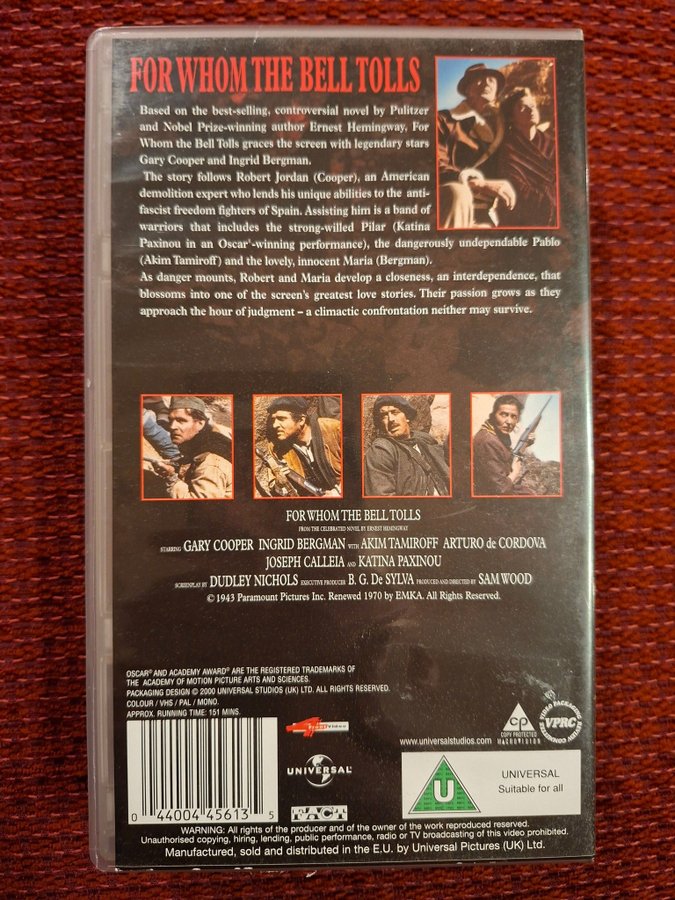 FOR WHOM THE BELL TOLLS
Based on the best-selling, controversial novel by Pulitzer
and Nobel Prize-winning author Ernest Hemingway, For
Whom the Bell Tolls graces the screen with legendary stars
Gary Cooper and Ingrid Bergman.
The story follows Robert Jordan (Cooper), an American
demolition expert who lends his unique abilities to the anti-
fascist freedom fighters of Spain. Assisting him is a band of
warriors that includes the strong-willed Pilar (Katina
Paxinou in an Oscar®-winning performance), the dangerously undependable Pablo
(Akim Tamiroff) and the lovely, innocent Maria (Bergman).
As danger mounts, Robert and Maria develop a closeness, an interdependence, that
blossoms into one of the screen's greatest love stories. Their passion grows as they
approach the hour of judgment – a climactic confrontation neither may survive.
FOR WHOM THE BELL TOLLS
FROM THE CELEBRATED NOVEL BY ERNEST HEMINGWAY
STARRING GARY COOPER INGRID BERGMAN WITH AKIM TAMIROFF ARTURO de CORDOVA
JOSEPH CALLEIA AND KATINA PAXINOU
SCREENPLAY BY DUDLEY NICHOLS EXECUTIVE PRODUCER B. G. De SYLVA PRODUCED AND DIRECTED BY SAM WOOD
© 1943 Paramount Pictures Inc. Renewed 1970 by EMKA. All Rights Reserved.
OSCAR® AND ACADEMY AWARD® ARE THE REGISTERED TRADEMARKS OF
THE ACADEMY OF MOTION PICTURE ARTS AND SCIENCES.
PACKAGING DESIGN © 2000 UNIVERSAL STUDIOS (UK) LTD. ALL RIGHTS RESERVED.
COLOUR / VHS / PAL / MONO.
APPROX. RUNNING TIME: 151 MINS.
0 44004 45613 5
UNIVERSAL
FACT
www.universalstudios.com
CP
COPY PROTECTED
MACROVISION
VPRC
VIDEO PACKAGING REVIEW COMMITTEE
U
UNIVERSAL
Suitable for all
WARNING: All rights of the producer and of the owner of the work reproduced reserved.
Unauthorised copying, hiring, lending, public performance, radio or TV broadcasting of this video prohibited.
Manufactured, sold and distributed in the E.U. by Universal Pictures (UK) Ltd.